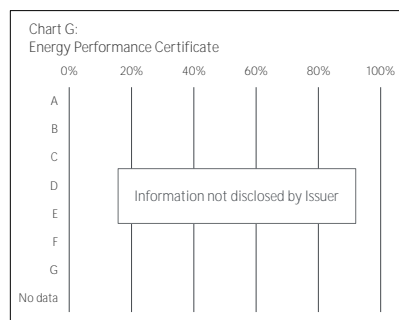 Chart G:
Energy Performance Certificate
0% 20% 40% 60% 80% 100%
A
B
C
D
Information not disclosed by Issuer
E
F
G
No data